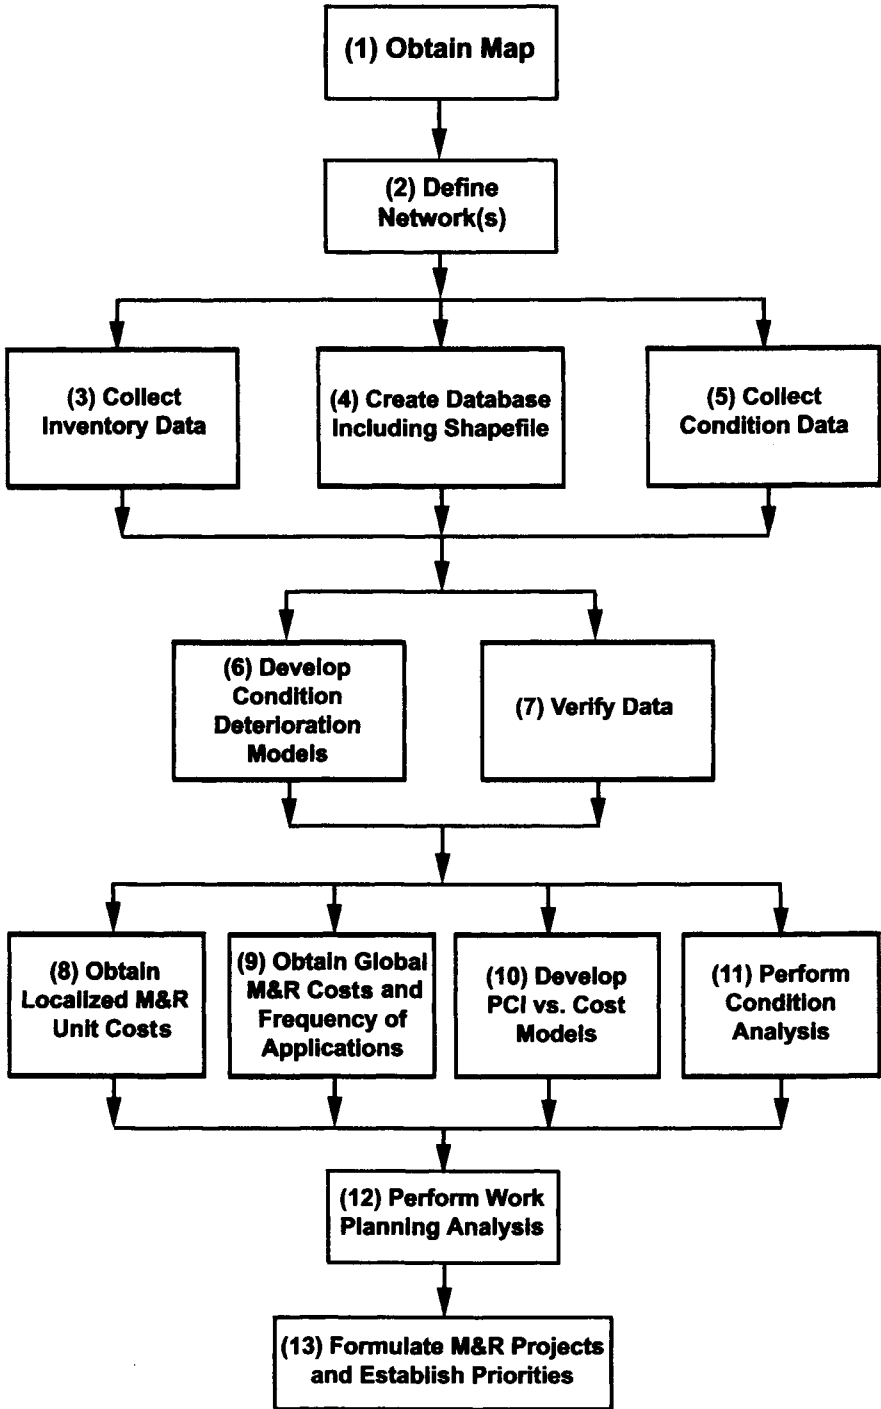 (1) Obtain Map
(2) Define
Network(s)
(3) Collect
Inventory Data
(4) Create Database
Including Shapefile
(5) Collect
Condition Data
(6) Develop
Condition
Deterioration
Models
(7) Verify Data
(8) Obtain
Localized M&R
Unit Costs
(9) Obtain Global
M&R Costs and
Frequency of
Applications
(10) Develop
PCI vs. Cost
Models
(11) Perform
Condition
Analysis
(12) Perform Work
Planning Analysis
(13) Formulate M&R Projects
and Establish Priorities